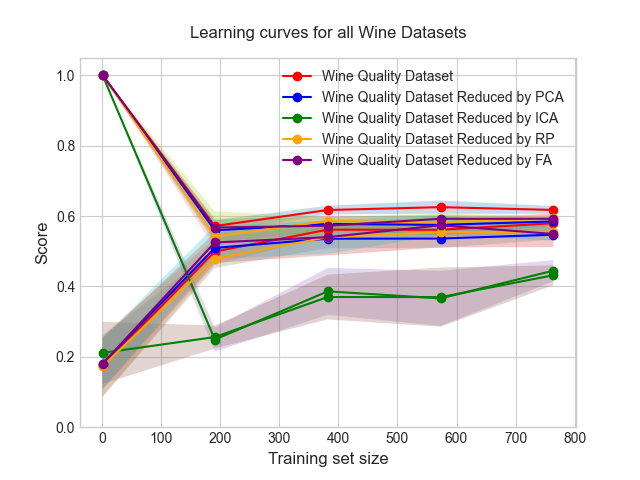 Learning curves for all Wine Datasets
Wine Quality Dataset
Wine Quality Dataset Reduced by PCA
Wine Quality Dataset Reduced by ICA
Wine Quality Dataset Reduced by RP
Wine Quality Dataset Reduced by FA
1.0
0.8
0.6
0.4
0.2
0.0
Score
0 100 200 300 400 500 600 700 800
Training set size